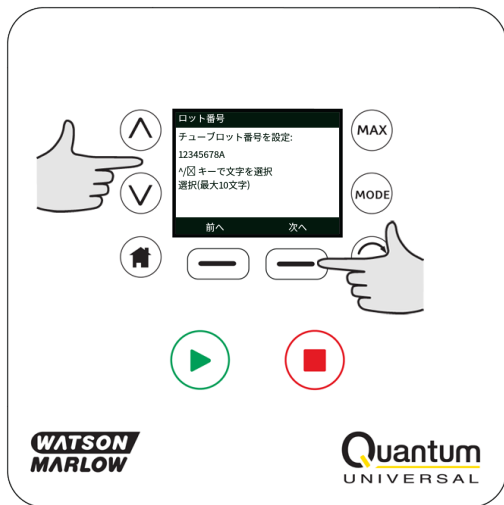 ロット番号
チューブロット番号を設定:
12345678A
^/☒ キーで文字を選択
選択(最大10文字)
前へ 次へ
MAX
MODE
WATSON
MARLOW
Quantum
UNIVERSAL